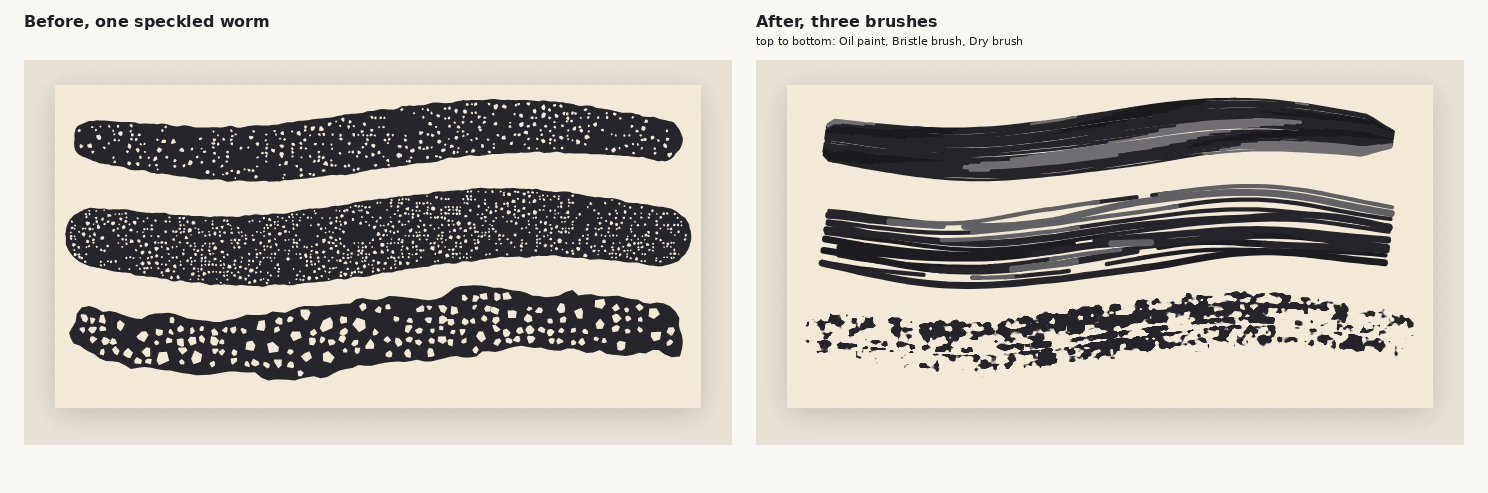 Before, one speckled worm
After, three brushes
top to bottom: Oil paint, Bristle brush, Dry brush